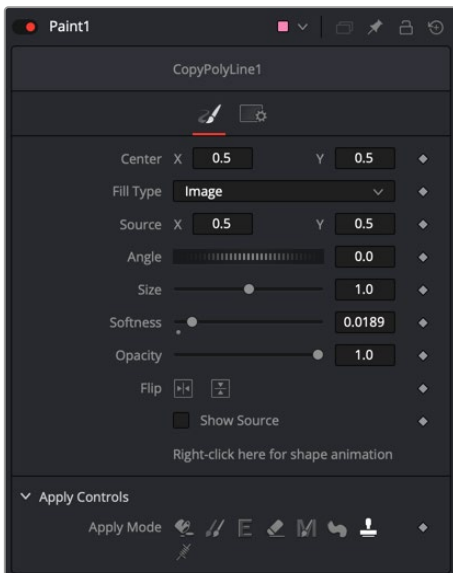 Paint1
CopyPolyLine1
Center X 0.5 Y 0.5
Fill Type Image
Source X 0.5 Y 0.5
Angle 0.0
Size 1.0
Softness 0.0189
Opacity 1.0
Flip
Show Source
Right-click here for shape animation
Apply Controls
Apply Mode E M